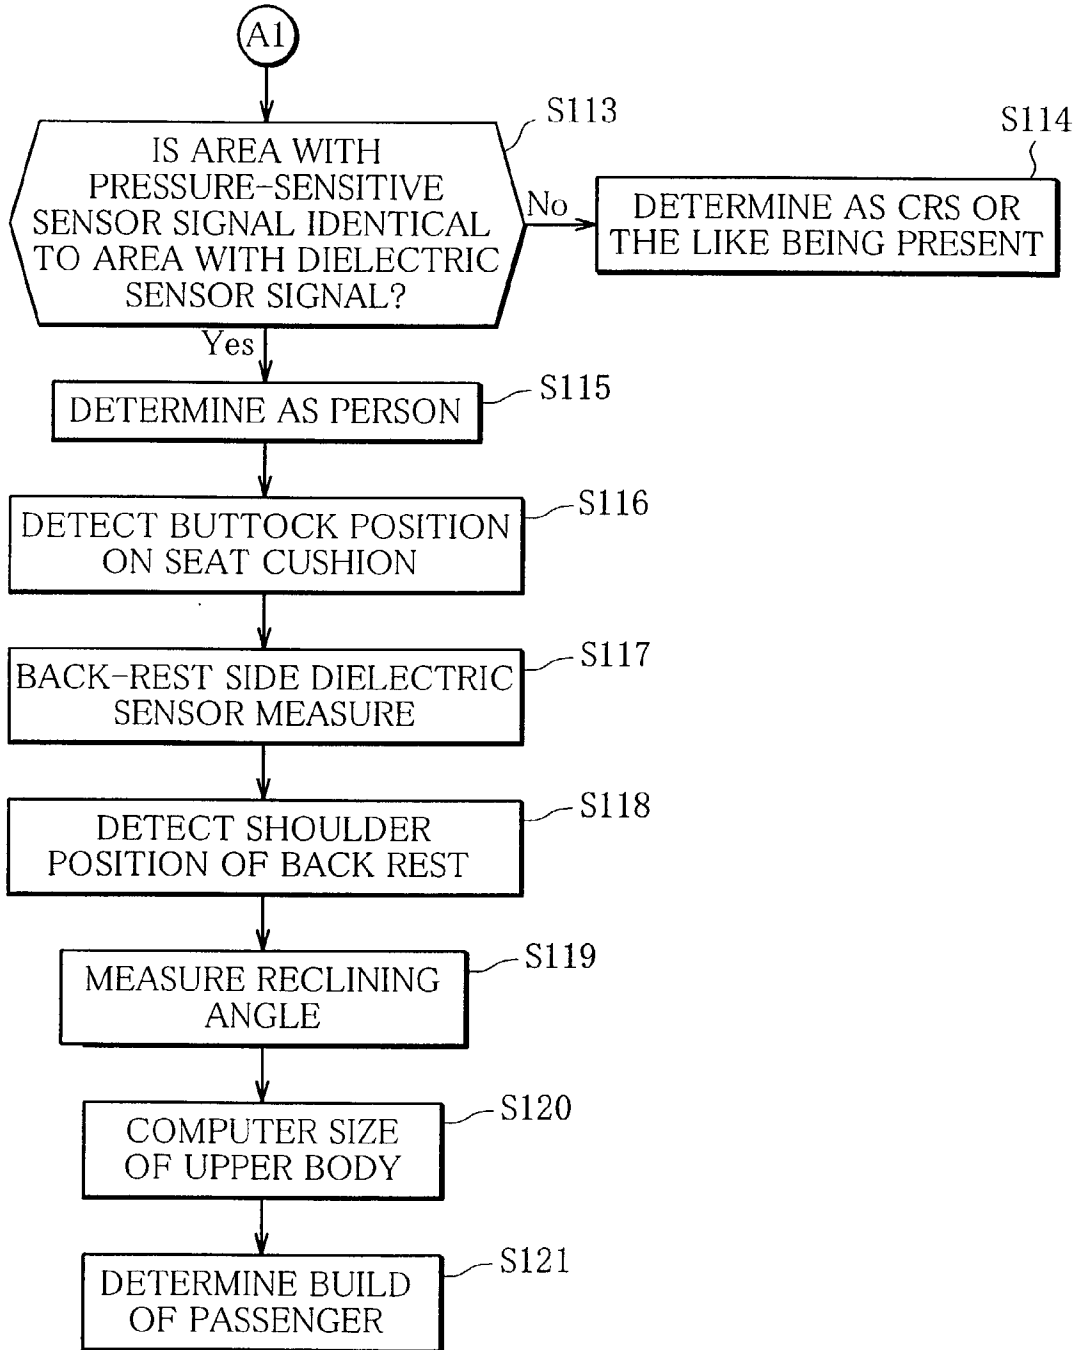 A1
S113
IS AREA WITH
PRESSURE-SENSITIVE
SENSOR SIGNAL IDENTICAL
TO AREA WITH DIELECTRIC
SENSOR SIGNAL?
No
S114
DETERMINE AS CRS OR
THE LIKE BEING PRESENT
Yes
S115
DETERMINE AS PERSON
S116
DETECT BUTTOCK POSITION
ON SEAT CUSHION
S117
BACK-REST SIDE DIELECTRIC
SENSOR MEASURE
S118
DETECT SHOULDER
POSITION OF BACK REST
S119
MEASURE RECLINING
ANGLE
S120
COMPUTER SIZE
OF UPPER BODY
S121
DETERMINE BUILD
OF PASSENGER